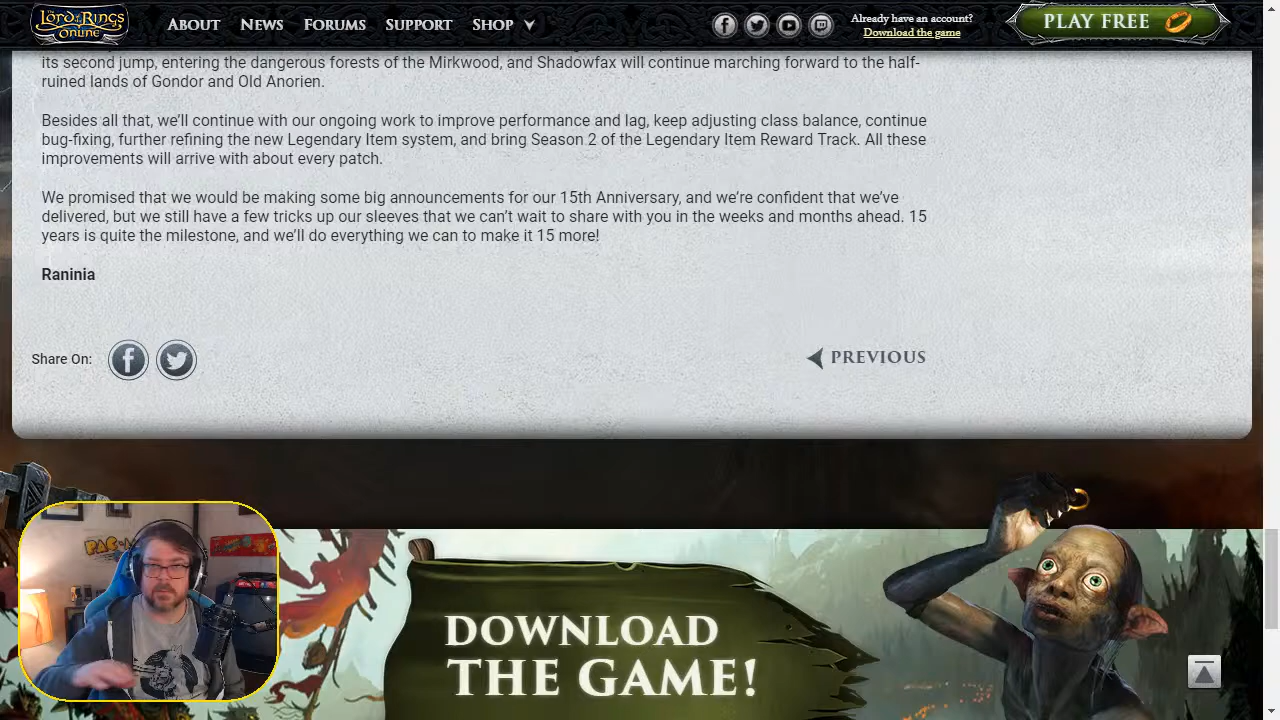 The Lord of the Rings Online
ABOUT
NEWS
FORUMS
SUPPORT
SHOP
Already have an account?
Download the game
PLAY FREE
its second jump, entering the dangerous forests of the Mirkwood, and Shadowfax will continue marching forward to the half-
ruined lands of Gondor and Old Anorien.
Besides all that, we’ll continue with our ongoing work to improve performance and lag, keep adjusting class balance, continue
bug-fixing, further refining the new Legendary Item system, and bring Season 2 of the Legendary Item Reward Track. All these
improvements will arrive with about every patch.
We promised that we would be making some big announcements for our 15th Anniversary, and we’re confident that we’ve
delivered, but we still have a few tricks up our sleeves that we can’t wait to share with you in the weeks and months ahead. 15
years is quite the milestone, and we’ll do everything we can to make it 15 more!
Raninia
Share On:
PREVIOUS
DOWNLOAD
THE GAME!